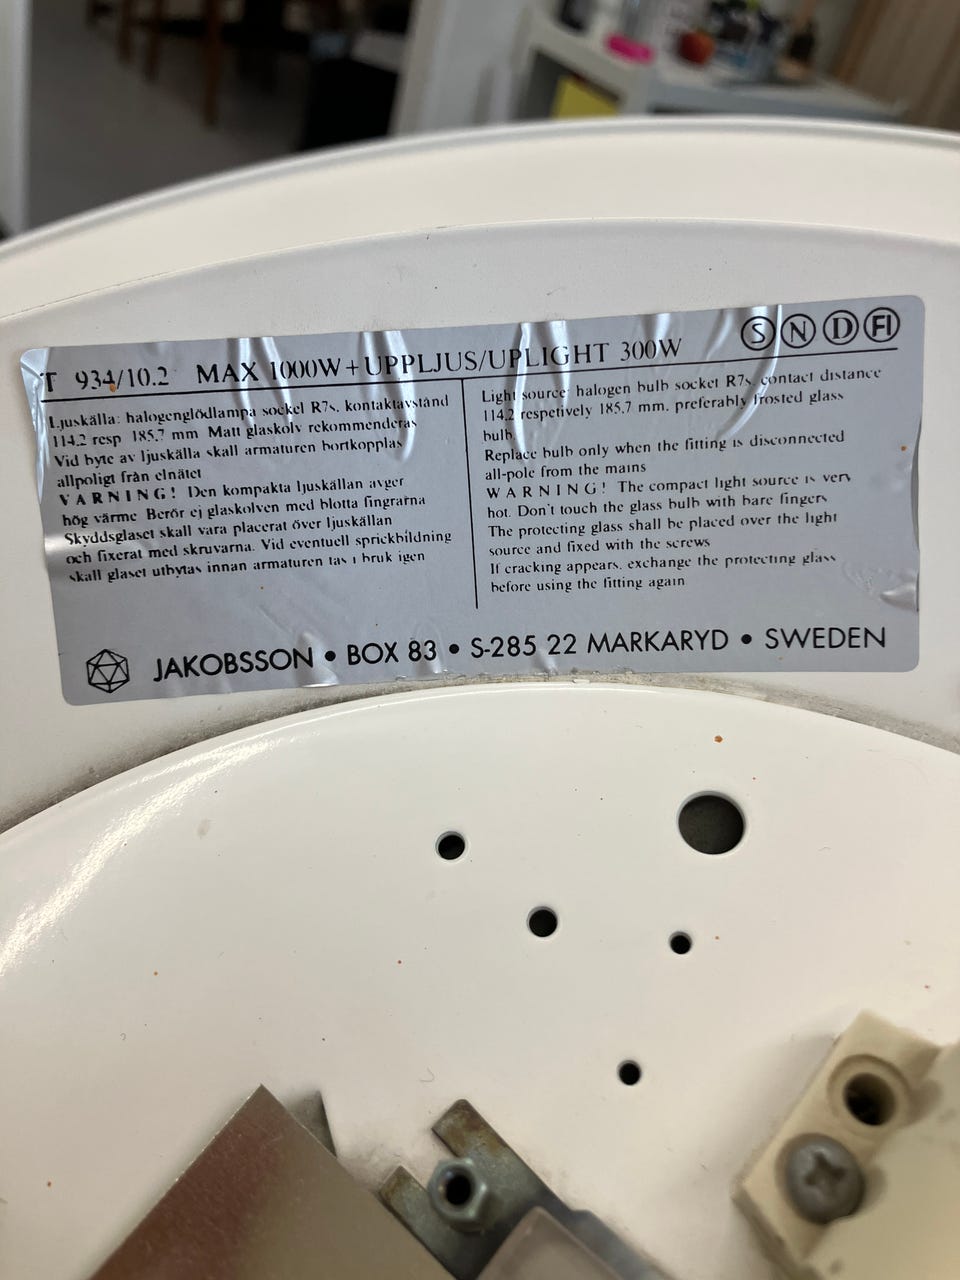 T 934/10.2 MAX 1000W+UPPLJUS/UPLIGHT 300W S N D FI
Ljuskälla: halogenglödlampa sockel R7s, kontaktavstånd
114,2 resp 185,7 mm Matt glaskolv rekommenderas
Vid byte av ljuskälla skall armaturen bortkopplas
allpoligt från elnätet
VARNING! Den kompakta ljuskällan avger
hög värme Berör ej glaskolven med blotta fingrarna
Skyddsglaset skall vara placerat över ljuskällan
och fixerat med skruvarna. Vid eventuell sprickbildning
skall glaset utbytas innan armaturen tas i bruk igen
Light source: halogen bulb socket R7s, contact distance
114,2 respetively 185,7 mm, preferably frosted glass
bulb.
Replace bulb only when the fitting is disconnected
all-pole from the mains
WARNING! The compact light source is very
hot. Don't touch the glass bulb with bare fingers
The protecting glass shall be placed over the light
source and fixed with the screws
If cracking appears, exchange the protecting glass
before using the fitting again
JAKOBSSON • BOX 83 • S-285 22 MARKARYD • SWEDEN